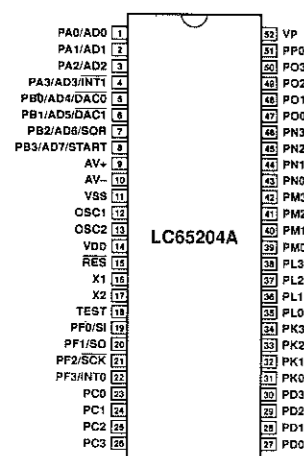 PA0/AD0 1 52 VP
PA1/AD1 2 51 PP0
PA2/AD2 3 50 PO3
PA3/AD3/INT1 4 49 PO2
PB0/AD4/DAC0 5 48 PO1
PB1/AD5/DAC1 6 47 PO0
PB2/AD6/SOR 7 46 PN3
PB3/AD7/START 8 45 PN2
AV+ 9 44 PN1
AV– 10 43 PN0
VSS 11 42 PM3
OSC1 12 41 PM2
OSC2 13 40 PM1
LC65204A
VDD 14 39 PM0
RES 15 38 PL3
X1 16 37 PL2
X2 17 36 PL1
TEST 18 35 PL0
PF0/SI 19 34 PK3
PF1/SO 20 33 PK2
PF2/SCK 21 32 PK1
PF3/INT0 22 31 PK0
PC0 23 30 PD3
PC1 24 29 PD2
PC2 25 28 PD1
PC3 26 27 PD0